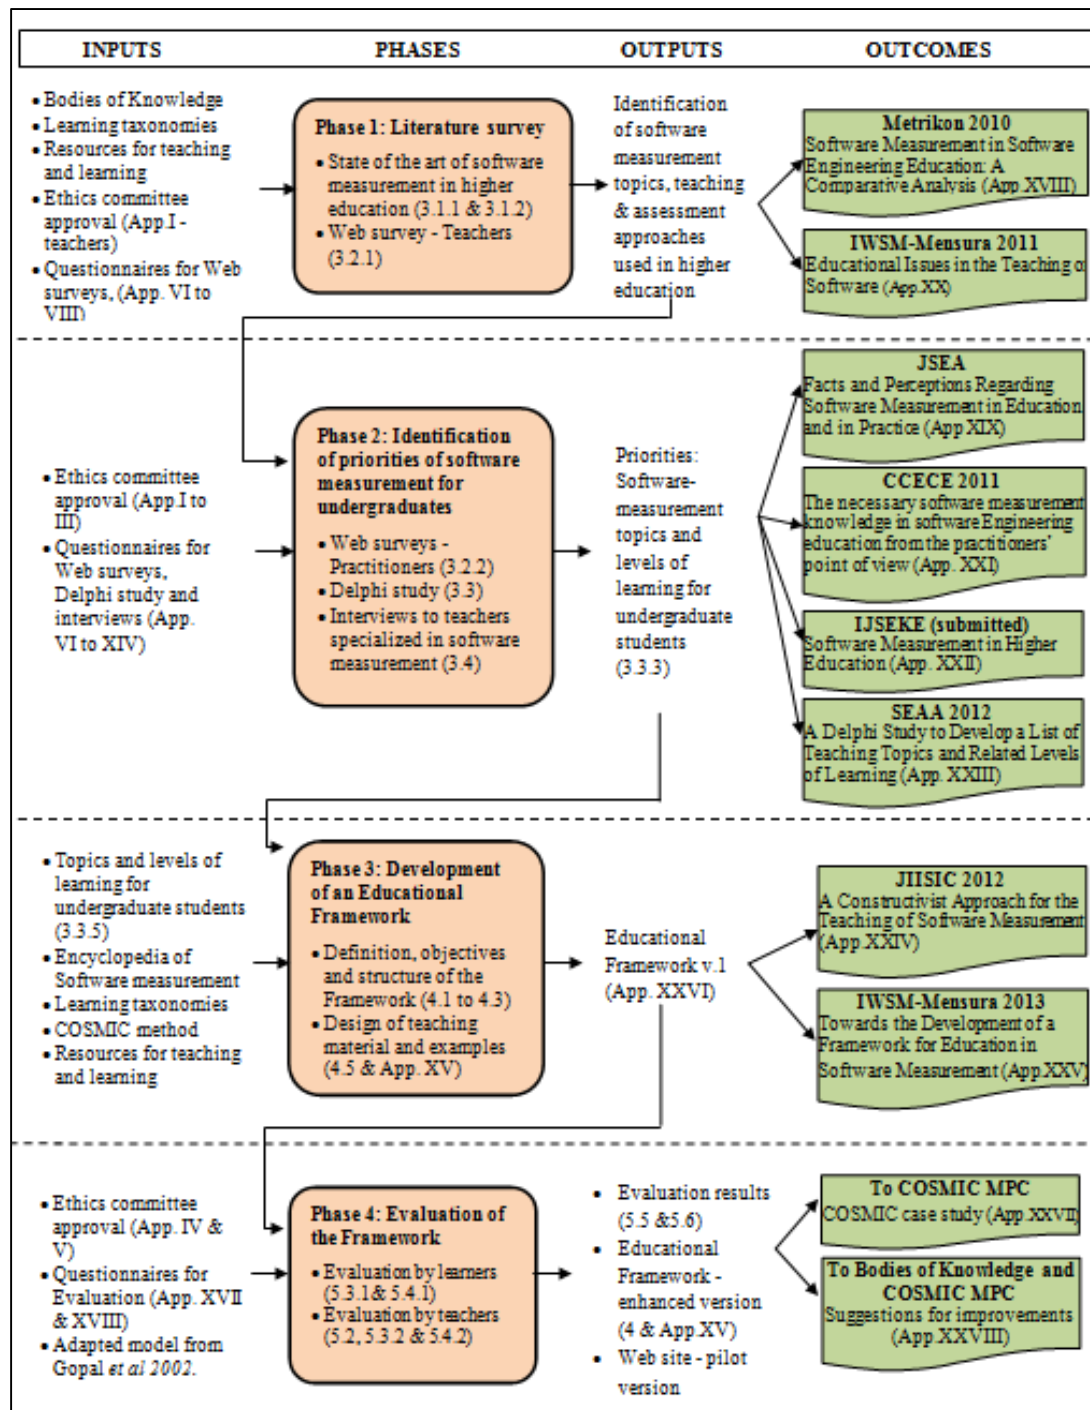 INPUTS PHASES OUTPUTS OUTCOMES
• Bodies of Knowledge
• Learning taxonomies
• Resources for teaching
and learning
• Ethics committee
approval (App.I -
teachers)
• Questionnaires for Web
surveys, (App. VI to
VIII)
Phase 1: Literature survey
• State of the art of software
measurement in higher
education (3.1.1 & 3.1.2)
• Web survey - Teachers
(3.2.1)
Identification
of software
measurement
topics, teaching
& assessment
approaches
used in higher
education
Metrikon 2010
Software Measurement in Software
Engineering Education: A
Comparative Analysis (App.XVIII)
IWSM-Mensura 2011
Educational Issues in the Teaching of
Software (App.XX)
• Ethics committee
approval (App.I to
III)
• Questionnaires for
Web surveys,
Delphi study and
interviews (App.
VI to XIV)
Phase 2: Identification
of priorities of software
measurement for
undergraduates
• Web surveys -
Practitioners (3.2.2)
• Delphi study (3.3)
• Interviews to teachers
specialized in software
measurement (3.4)
Priorities:
Software-
measurement
topics and
levels of
learning for
undergraduate
students
(3.3.3)
JSEA
Facts and Perceptions Regarding
Software Measurement in Education
and in Practice (App XIX)
CCECE 2011
The necessary software measurement
knowledge in software Engineering
education from the practitioners'
point of view (App. XXI)
IJSEKE (submitted)
Software Measurement in Higher
Education (App. XXII)
SEAA 2012
A Delphi Study to Develop a List of
Teaching Topics and Related Levels
of Learning (App. XXIII)
• Topics and levels of
learning for
undergraduate students
(3.3.5)
• Encyclopedia of
Software measurement
• Learning taxonomies
• COSMIC method
• Resources for teaching
and learning
Phase 3: Development
of an Educational
Framework
• Definition, objectives
and structure of the
Framework (4.1 to 4.3)
• Design of teaching
material and examples
(4.5 & App. XV)
Educational
Framework v.1
(App. XXVI)
JIISIC 2012
A Constructivist Approach for the
Teaching of Software Measurement
(App.XXIV)
IWSM-Mensura 2013
Towards the Development of a
Framework for Education in
Software Measurement (App.XXV)
• Ethics committee
approval (App. IV &
V)
• Questionnaires for
Evaluation (App. XVII
& XVIII)
• Adapted model from
Gopal et al 2002.
Phase 4: Evaluation of
the Framework
• Evaluation by learners
(5.3.1& 5.4.1)
• Evaluation by teachers
(5.2, 5.3.2 & 5.4.2)
• Evaluation results
(5.5 &5.6)
• Educational
Framework -
enhanced version
(4 & App.XV)
• Web site - pilot
version
To COSMIC MPC
COSMIC case study (App.XXVII)
To Bodies of Knowledge and
COSMIC MPC
Suggestions for improvements
(App.XXVIII)